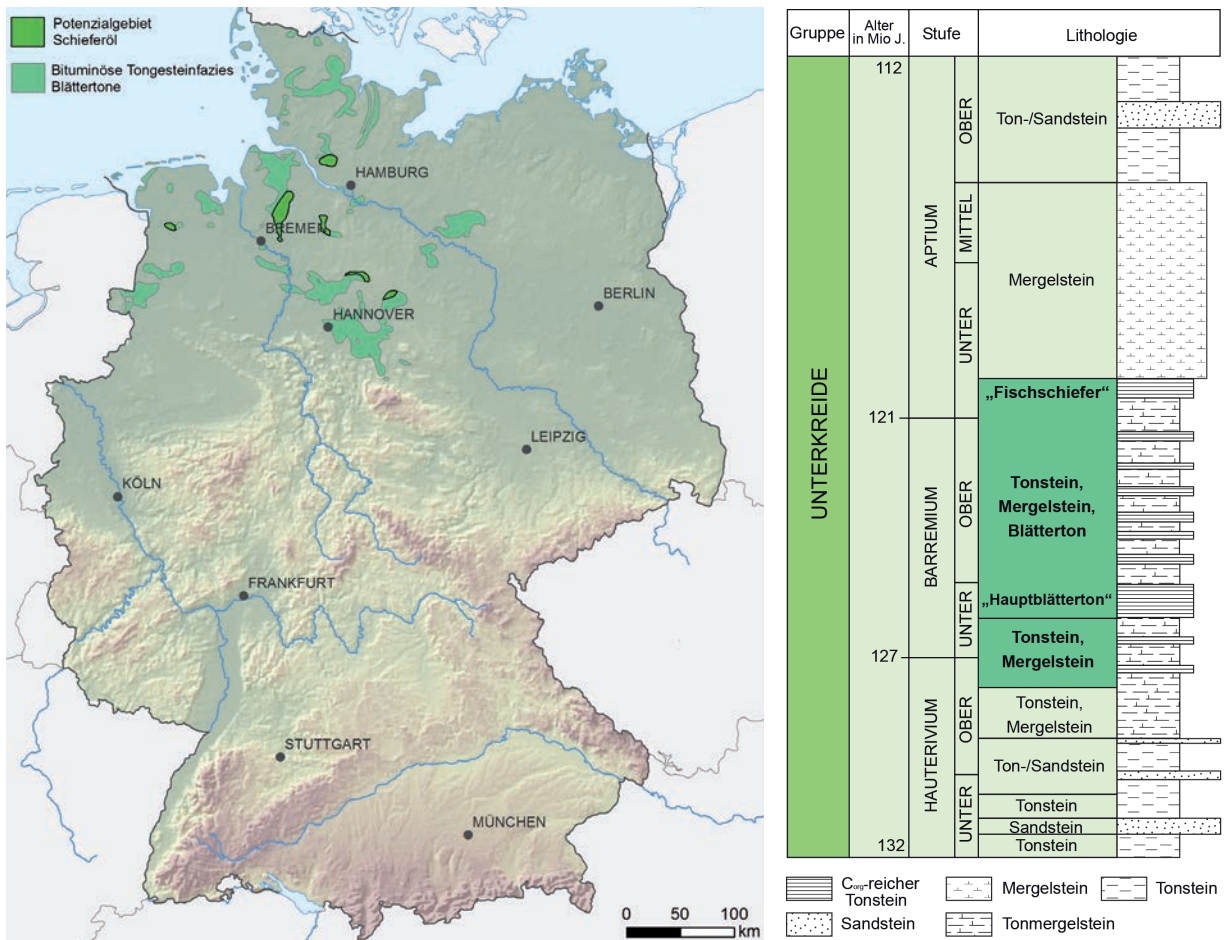 Potenzialgebiet
Schieferöl
Bituminöse Tongesteinfazies
Blättertone
HAMBURG
BREMEN
BERLIN
HANNOVER
LEIPZIG
KÖLN
FRANKFURT
STUTTGART
MÜNCHEN
0 50 100
km
Gruppe
Alter
in Mio J.
Stufe
Lithologie
UNTERKREIDE
112
121
127
132
APTIUM
BARREMIUM
HAUTERIVIUM
OBER
MITTEL
UNTER
OBER
UNTER
OBER
UNTER
Ton-/Sandstein
Mergelstein
„Fischschiefer“
Tonstein,
Mergelstein,
Blätterton
„Hauptblätterton“
Tonstein,
Mergelstein
Tonstein,
Mergelstein
Ton-/Sandstein
Tonstein
Sandstein
Tonstein
Corg-reicher
Tonstein
Mergelstein
Tonstein
Sandstein
Tonmergelstein